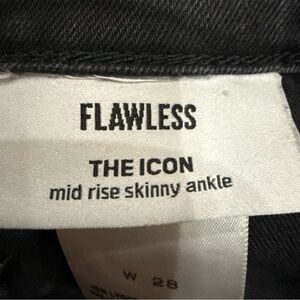 FLAWLESS
THE ICON
mid rise skinny ankle
W 28